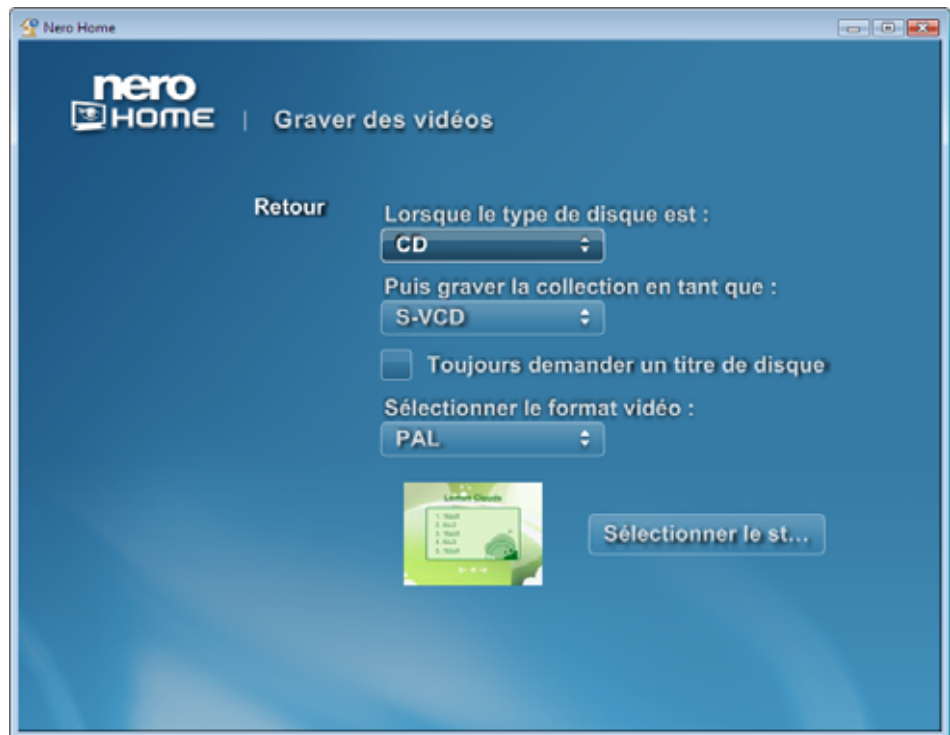 Nero Home
nero
HOME | Graver des vidéos
Retour
Lorsque le type de disque est :
CD
Puis graver la collection en tant que :
S-VCD
Toujours demander un titre de disque
Sélectionner le format vidéo :
PAL
Lemon Clouds
Sélectionner le st...